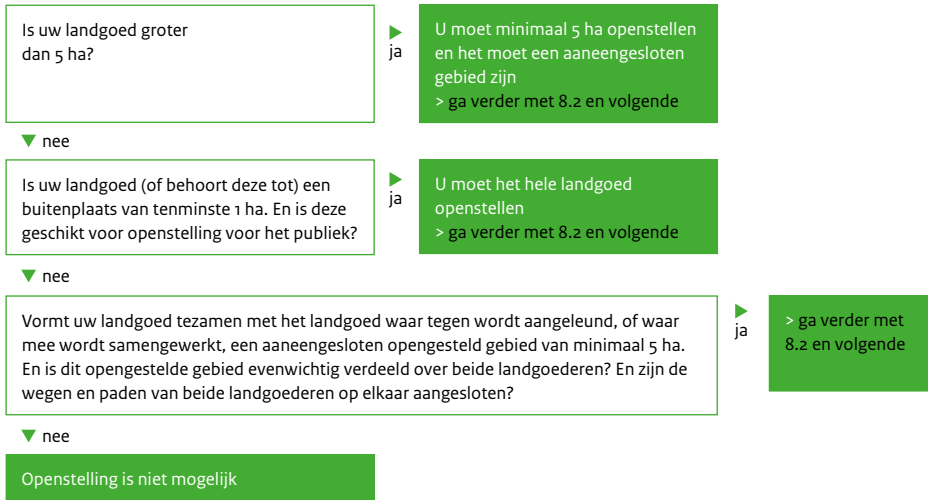 Is uw landgoed groter
dan 5 ha?
ja
U moet minimaal 5 ha openstellen
en het moet een aaneengesloten
gebied zijn
> ga verder met 8.2 en volgende
nee
Is uw landgoed (of behoort deze tot) een
buitenplaats van tenminste 1 ha. En is deze
geschikt voor openstelling voor het publiek?
ja
U moet het hele landgoed
openstellen
> ga verder met 8.2 en volgende
nee
Vormt uw landgoed tezamen met het landgoed waar tegen wordt aangeleund, of waar
mee wordt samengewerkt, een aaneengesloten opengesteld gebied van minimaal 5 ha.
En is dit opengestelde gebied evenwichtig verdeeld over beide landgoederen? En zijn de
wegen en paden van beide landgoederen op elkaar aangesloten?
ja
> ga verder met
8.2 en volgende
nee
Openstelling is niet mogelijk